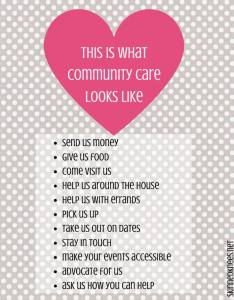 THIS IS WHAT
COMMUNITY CARE
LOOKS LIKE
• SEND US MONEY
• GIVE US FOOD
• COME VISIT US
• HELP US AROUND THE HOUSE
• HELP US WITH ERRANDS
• PICK US UP
• TAKE US OUT ON DATES
• STAY IN TOUCH
• MAKE YOUR EVENTS ACCESSIBLE
• ADVOCATE FOR US
• ASK US HOW YOU CAN HELP
SKINNEDKNEES.NET